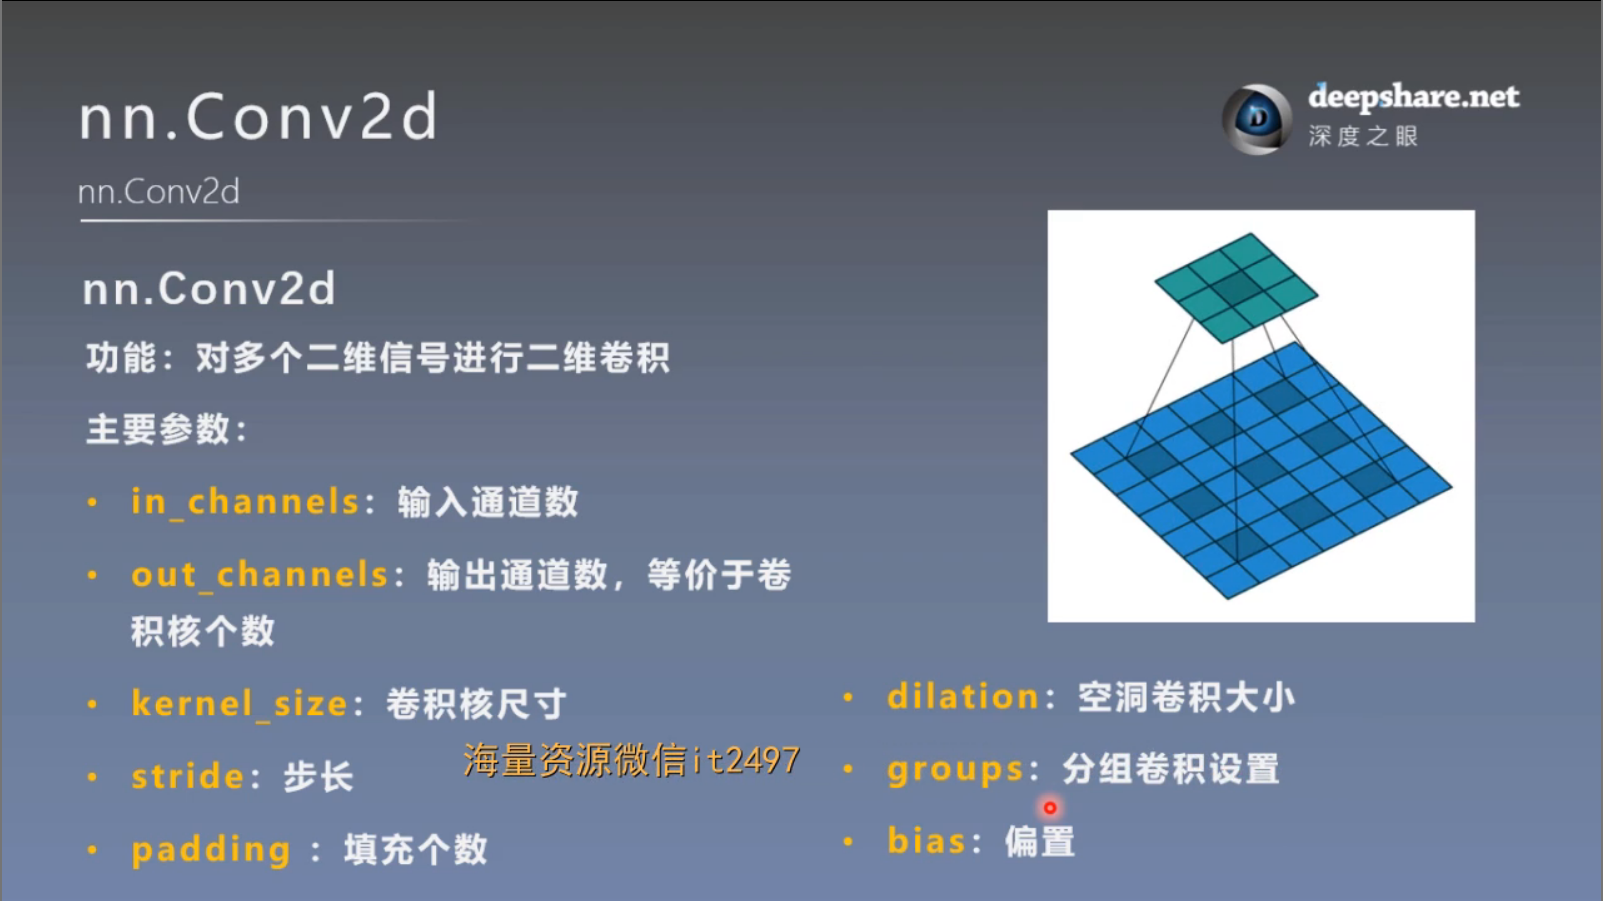 nn.Conv2d
deepshare.net
深度之眼
nn.Conv2d
nn.Conv2d
功能：对多个二维信号进行二维卷积
主要参数：
• in_channels：输入通道数
• out_channels：输出通道数，等价于卷
积核个数
• kernel_size：卷积核尺寸
• stride：步长
• padding ：填充个数
海量资源微信it2497
• dilation：空洞卷积大小
• groups：分组卷积设置
• bias：偏置